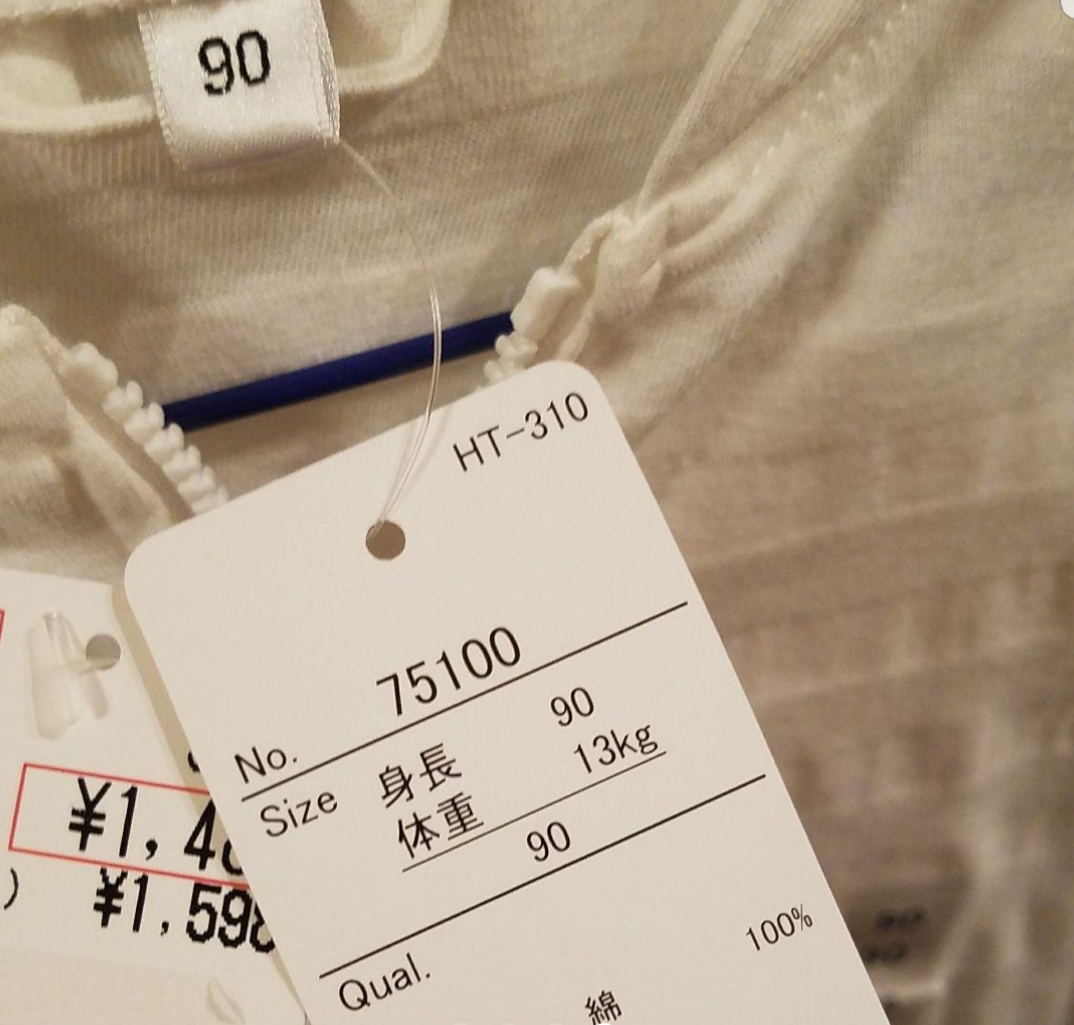 90
HT-310
No. 75100
Size 身長 90
体重 13kg
90
Qual. 100%
綿
¥1,4
) ¥1,598